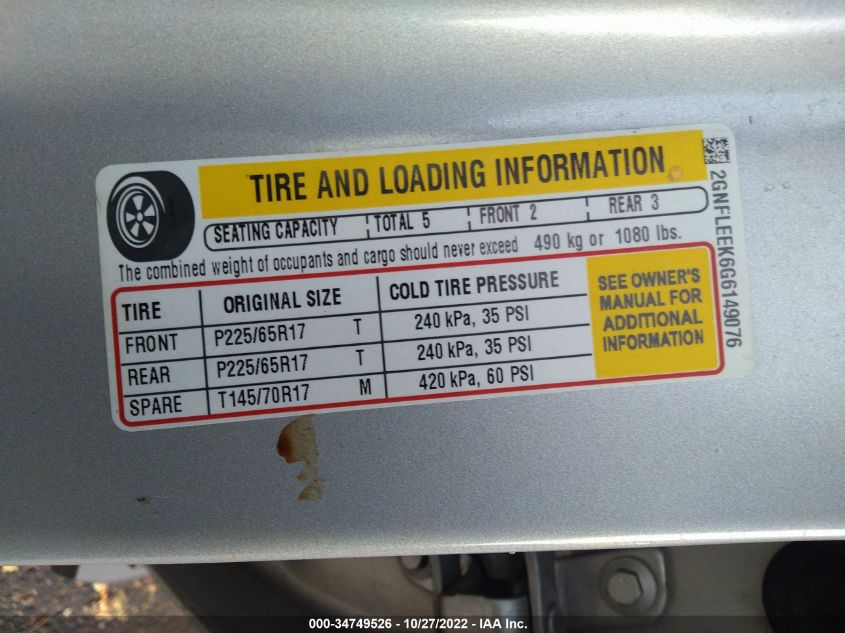 TIRE AND LOADING INFORMATION
SEATING CAPACITY TOTAL 5 FRONT 2 REAR 3
The combined weight of occupants and cargo should never exceed 490 kg or 1080 lbs.
TIRE ORIGINAL SIZE COLD TIRE PRESSURE
FRONT P225/65R17 T 240 kPa, 35 PSI
REAR P225/65R17 T 240 kPa, 35 PSI
SPARE T145/70R17 M 420 kPa, 60 PSI
SEE OWNER'S
MANUAL FOR
ADDITIONAL
INFORMATION
2GNFLEEK6G6149076
000-34749526 - 10/27/2022 - IAA Inc.